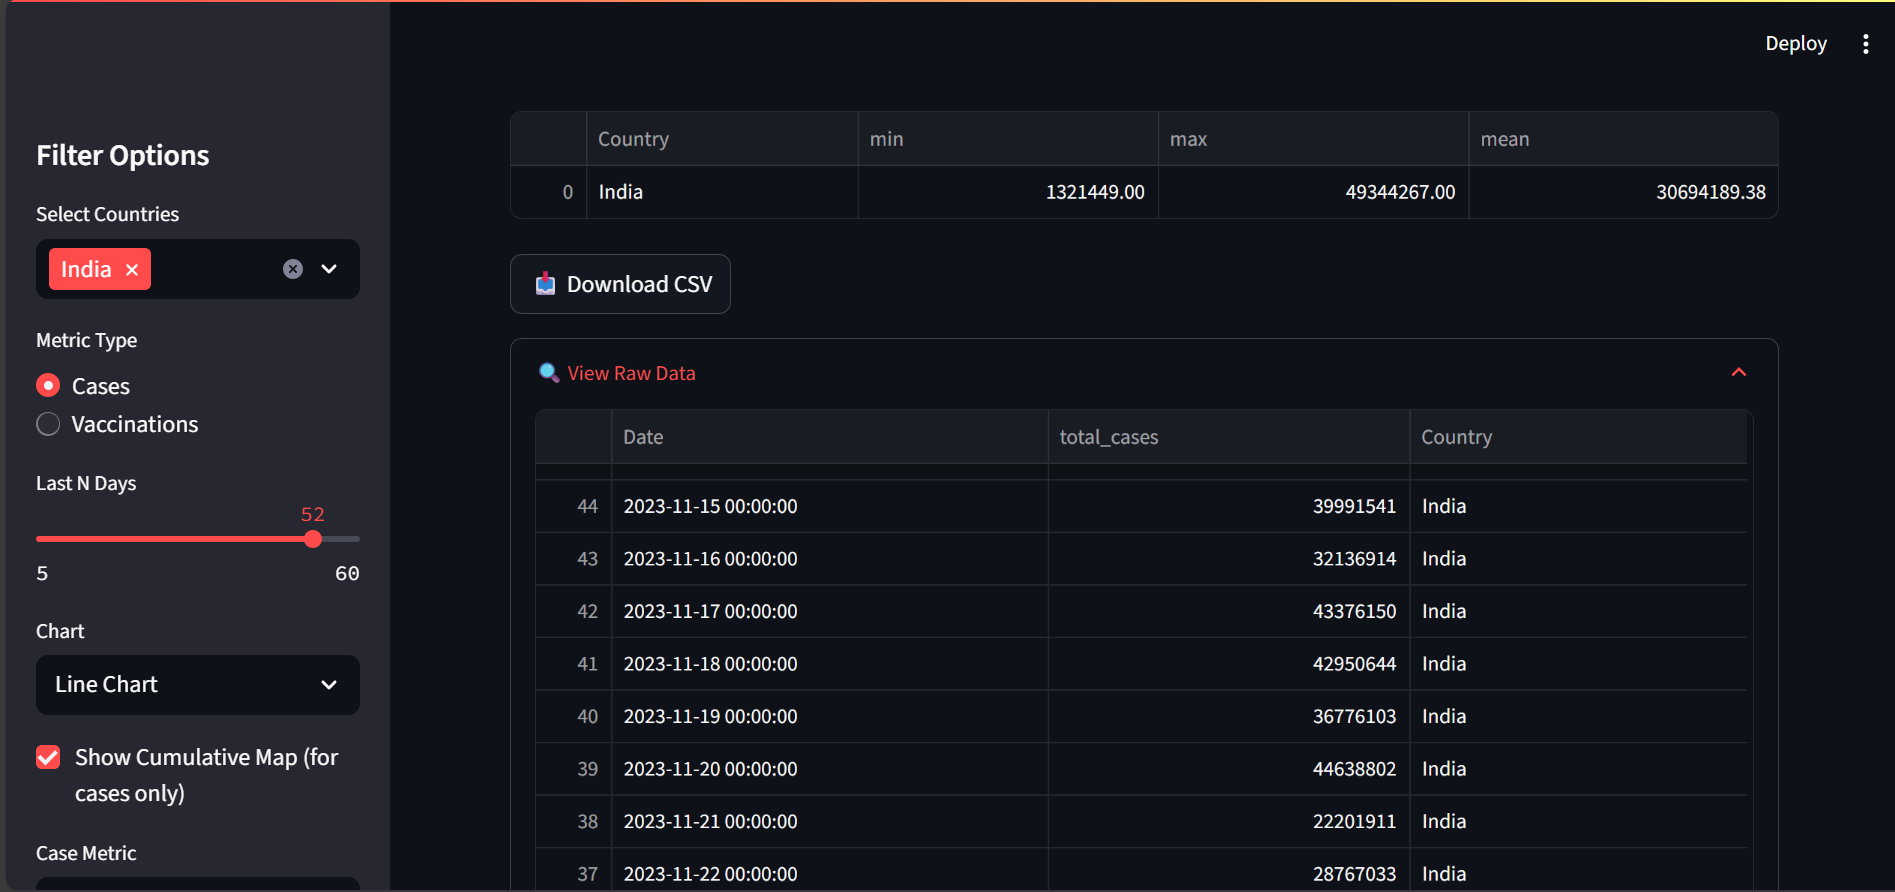 Deploy
Filter Options
Select Countries
India
Metric Type
Cases
Vaccinations
Last N Days
52
5 60
Chart
Line Chart
Show Cumulative Map (for
cases only)
Case Metric
Country min max mean
0 India 1321449.00 49344267.00 30694189.38
Download CSV
View Raw Data
Date total_cases Country
44 2023-11-15 00:00:00 39991541 India
43 2023-11-16 00:00:00 32136914 India
42 2023-11-17 00:00:00 43376150 India
41 2023-11-18 00:00:00 42950644 India
40 2023-11-19 00:00:00 36776103 India
39 2023-11-20 00:00:00 44638802 India
38 2023-11-21 00:00:00 22201911 India
37 2023-11-22 00:00:00 28767033 India